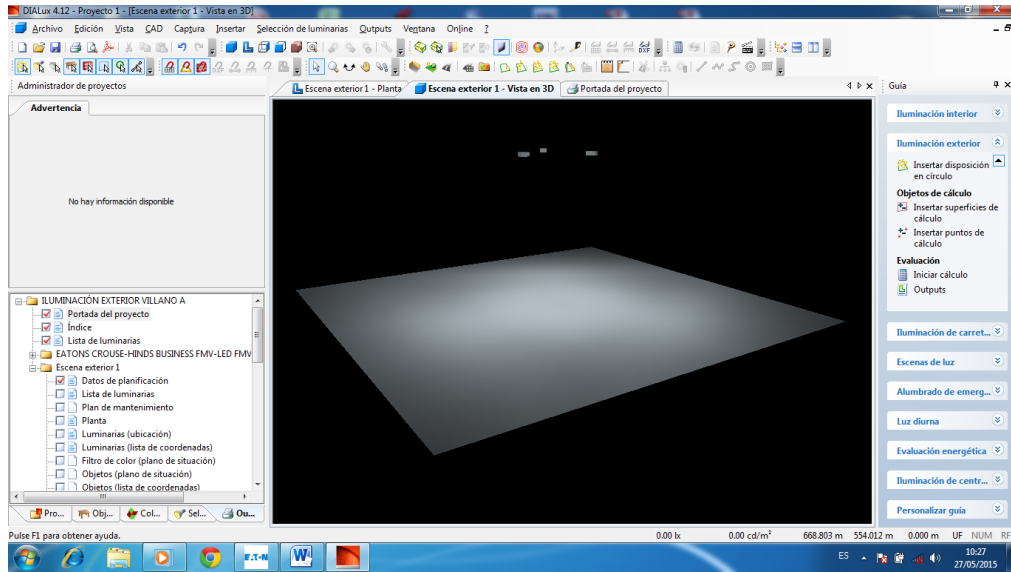 DIALux 4.12 - Proyecto 1 - [Escena exterior 1 - Vista en 3D]
Archivo Edición Vista CAD Captura Insertar Selección de luminarias Outputs Ventana Online ?
Administrador de proyectos
Advertencia
No hay información disponible
ILUMINACIÓN EXTERIOR VILLANO A
Portada del proyecto
Índice
Lista de luminarias
EATONS CROUSE-HINDS BUSINESS FMV-LED FMV
Escena exterior 1
Datos de planificación
Lista de luminarias
Plan de mantenimiento
Planta
Luminarias (ubicación)
Luminarias (lista de coordenadas)
Filtro de color (plano de situación)
Objetos (plano de situación)
Objetos (lista de coordenadas)
Pro... Obj... Col... Sel... Ou...
Escena exterior 1 - Planta
Escena exterior 1 - Vista en 3D
Portada del proyecto
Guía
Iluminación interior
Iluminación exterior
Insertar disposición
en círculo
Objetos de cálculo
Insertar superficies de
cálculo
Insertar puntos de
cálculo
Evaluación
Iniciar cálculo
Outputs
Iluminación de carret...
Escenas de luz
Alumbrado de emerg...
Luz diurna
Evaluación energética
Iluminación de centr...
Personalizar guía
Pulse F1 para obtener ayuda.
0.00 lx 0.00 cd/m² 668.803 m 554.012 m 0.000 m UF NUM RF
E·T·N
W
ES
10:27
27/05/2015